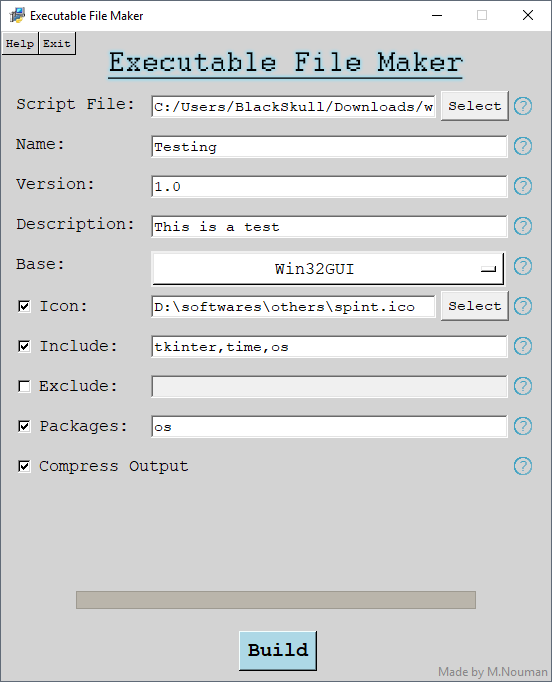 Executable File Maker
Help Exit
Executable File Maker
Script File: C:/Users/BlackSkull/Downloads/w Select ?
Name: Testing ?
Version: 1.0 ?
Description: This is a test ?
Base: Win32GUI ?
Icon: D:\softwares\others\spint.ico Select ?
Include: tkinter,time,os ?
Exclude: ?
Packages: os ?
Compress Output ?
Build
Made by M.Nouman